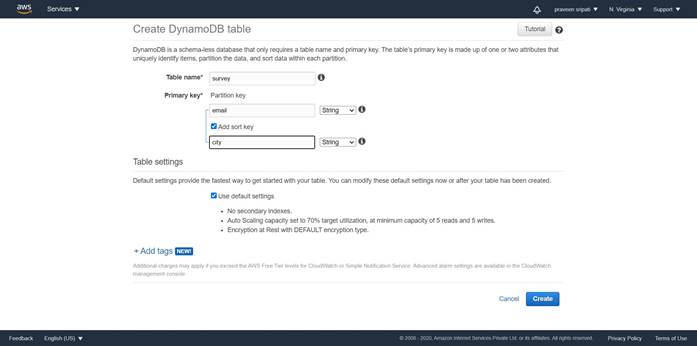 aws Services praveen sripati N. Virginia Support
Create DynamoDB table Tutorial
DynamoDB is a schema-less database that only requires a table name and primary key. The table's primary key is made up of one or two attributes that
uniquely identify items, partition the data, and sort data within each partition.
Table name* survey
Primary key* Partition key
email String
Add sort key
city String
Table settings
Default settings provide the fastest way to get started with your table. You can modify these default settings now or after your table has been created.
Use default settings
• No secondary indexes.
• Auto Scaling capacity set to 70% target utilization, at minimum capacity of 5 reads and 5 writes.
• Encryption at Rest with DEFAULT encryption type.
+ Add tags NEW!
Additional charges may apply if you exceed the AWS Free Tier levels for CloudWatch or Simple Notification Service. Advanced alarm settings are available in the CloudWatch
management console
Cancel Create
Feedback English (US) © 2008 - 2020, Amazon Internet Services Private Ltd. or its affiliates. All rights reserved. Privacy Policy Terms of Use